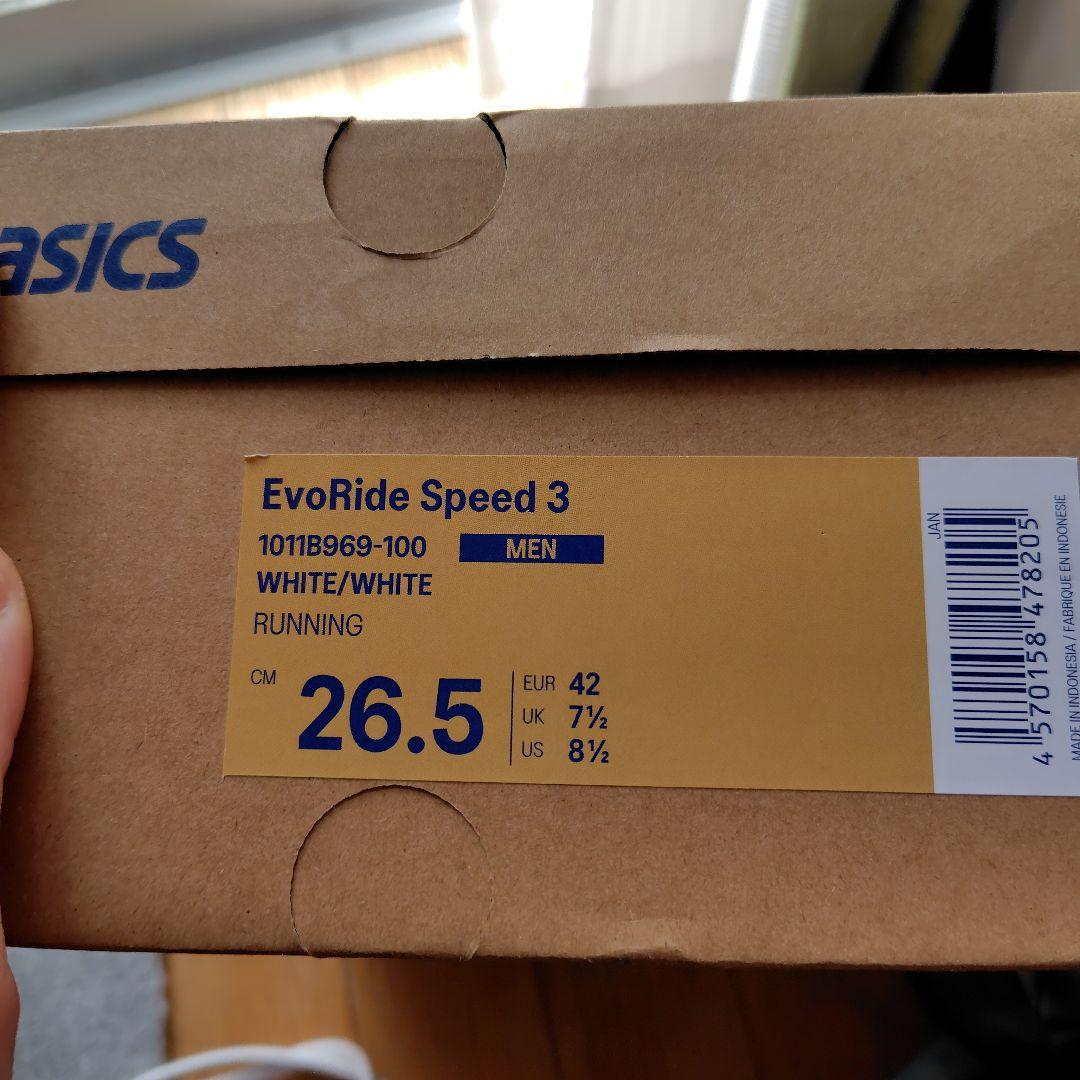 asics
EvoRide Speed 3
1011B969-100 MEN
WHITE/WHITE
RUNNING
CM 26.5
EUR 42
UK 7½
US 8½
JAN
4 570158 478205
MADE IN INDONESIA / FABRIQUE EN INDONESIE